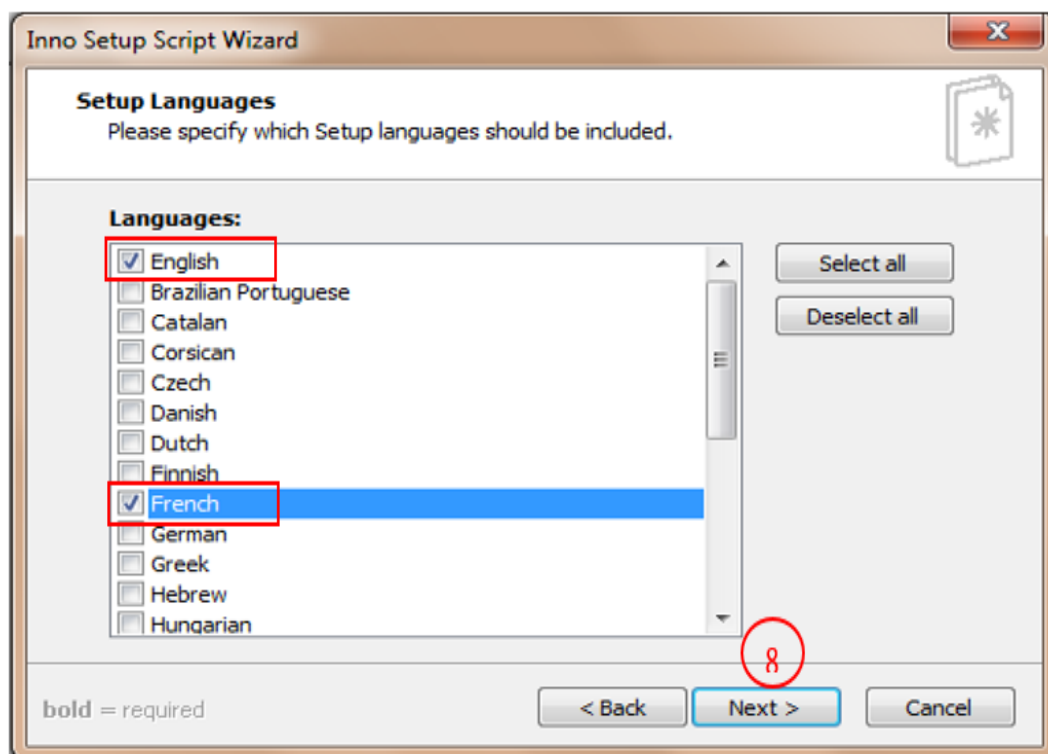 Inno Setup Script Wizard
Setup Languages
Please specify which Setup languages should be included.
Languages:
English
Brazilian Portuguese
Catalan
Corsican
Czech
Danish
Dutch
Finnish
French
German
Greek
Hebrew
Hungarian
Select all
Deselect all
8
bold = required
< Back
Next >
Cancel